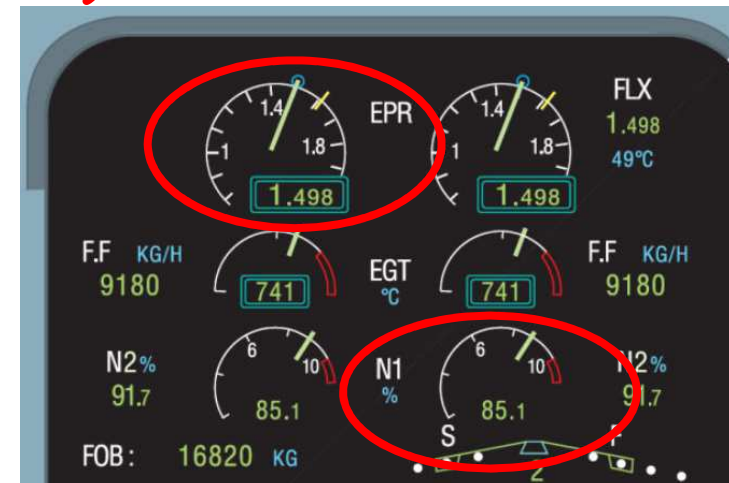 1.4 EPR 1.4 FLX
1.498
1 1.8 1 1.8 49°C
1.498 1.498
F.F KG/H F.F KG/H
9180 741 EGT °C 741 9180
N2% 6 10 N1 % 6 10 N2%
91.7 85.1 85.1 91.7
S F
FOB: 16820 KG 2